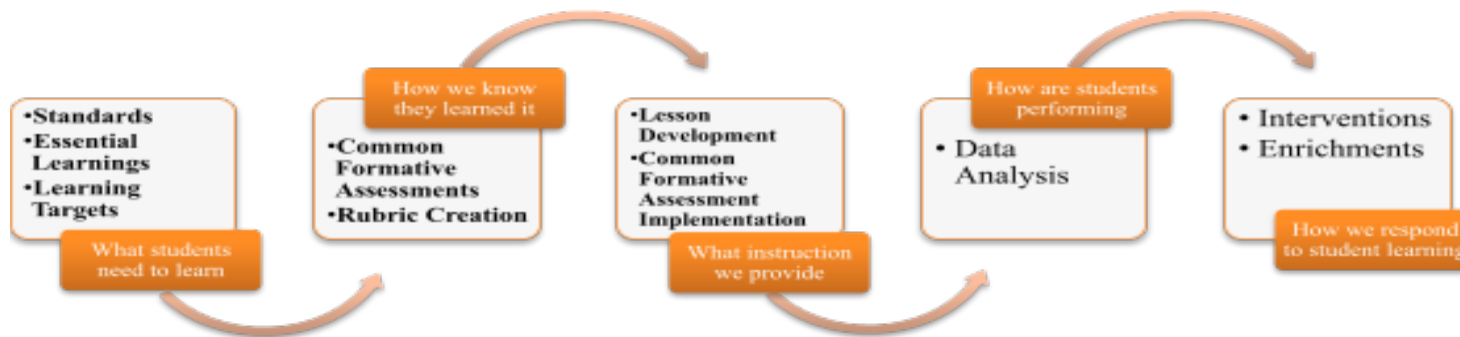 •Standards
•Essential
Learnings
•Learning
Targets
What students
need to learn
How we know
they learned it
•Common
Formative
Assessments
•Rubric Creation
•Lesson
Development
•Common
Formative
Assessment
Implementation
What instruction
we provide
How are students
performing
• Data
Analysis
• Interventions
• Enrichments
How we respond
to student learning